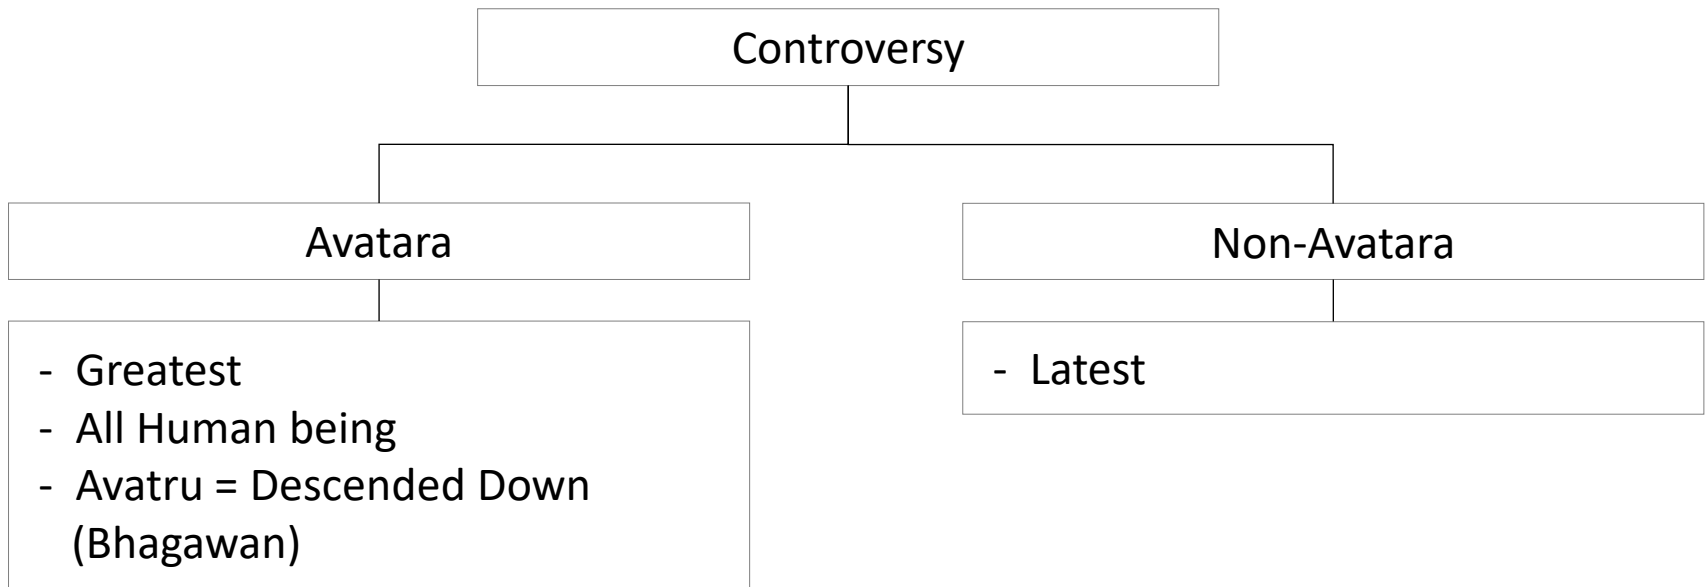 Controversy
Avatara
Non-Avatara
- Greatest
- All Human being
- Avatru = Descended Down
(Bhagawan)
- Latest